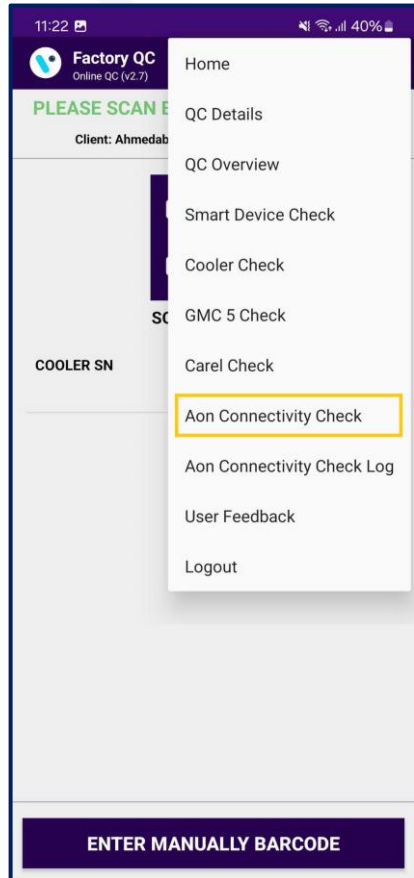 11:22 40%
Factory QC
Online QC (v2.7)
PLEASE SCAN
Client: Ahmedab
Home
QC Details
QC Overview
Smart Device Check
Cooler Check
GMC 5 Check
Carel Check
Aon Connectivity Check
Aon Connectivity Check Log
User Feedback
Logout
COOLER SN
ENTER MANUALLY BARCODE